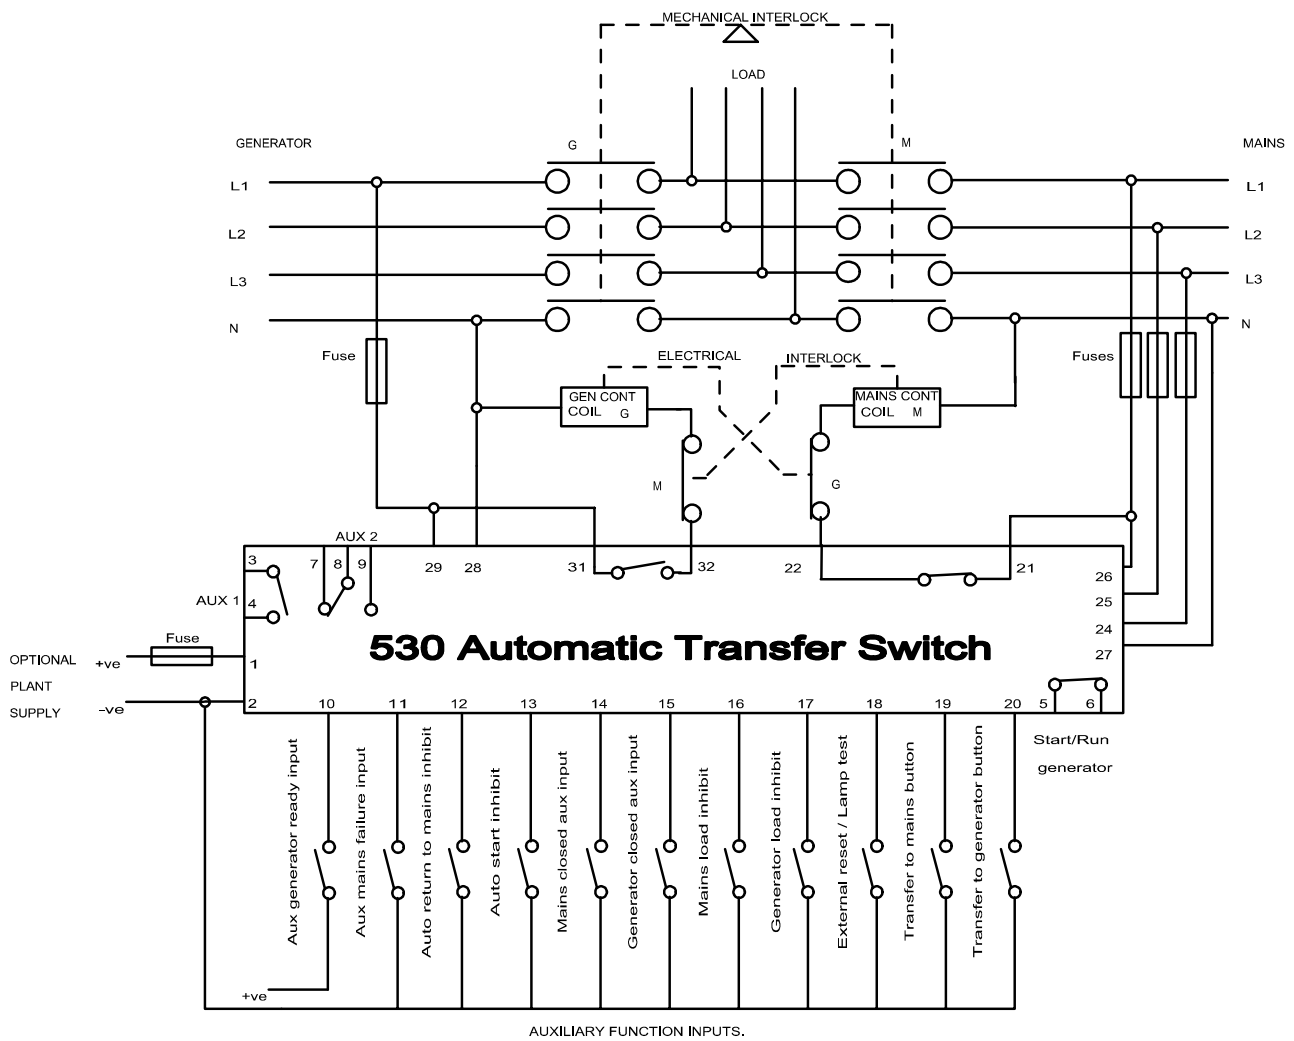 MECHANICAL INTERLOCK
LOAD
GENERATOR
G
M
MAINS
L1
L1
L2
L2
L3
L3
N
N
Fuse
ELECTRICAL
INTERLOCK
Fuses
GEN CONT
COIL G
MAINS CONT
COIL M
M
G
AUX 2
3
7
8
9
29
28
31
32
22
21
26
AUX 1
4
25
24
530 Automatic Transfer Switch
27
Fuse
OPTIONAL
PLANT
SUPPLY
+ve
1
-ve
2
10
11
12
13
14
15
16
17
18
19
20
5
6
Start/Run
generator
Aux generator ready input
Aux mains failure input
Auto return to mains inhibit
Auto start inhibit
Mains closed aux input
Generator closed aux input
Mains load inhibit
Generator load inhibit
External reset / Lamp test
Transfer to mains button
Transfer to generator button
+ve
AUXILIARY FUNCTION INPUTS.